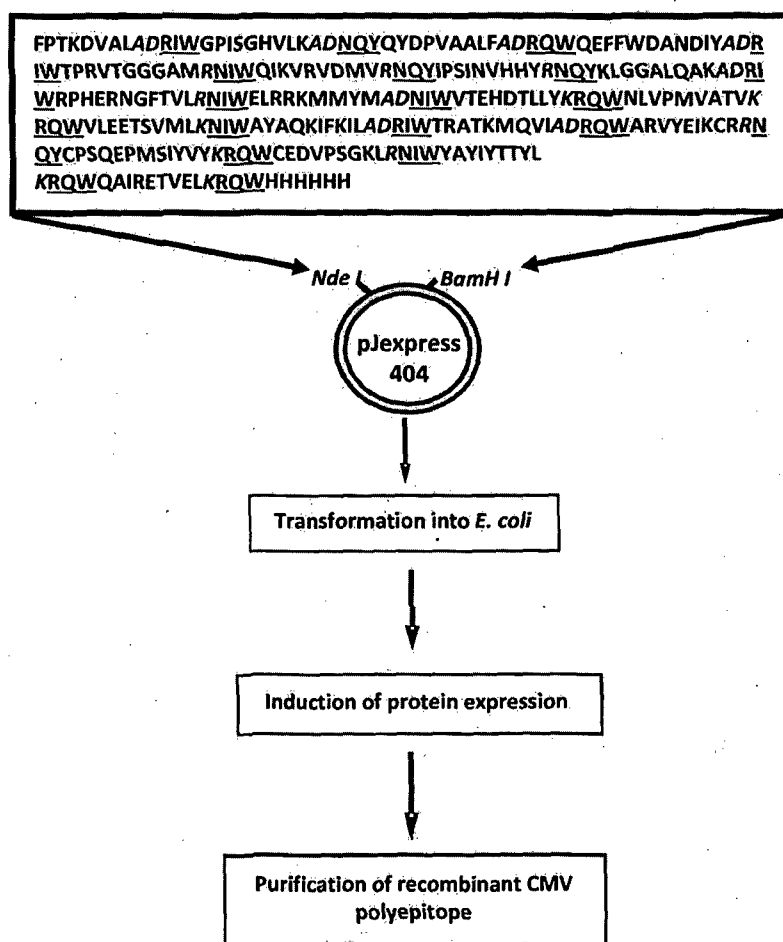 FPTKDVALADRIWGPISGHVLKADNQYQYDPVAALFADRQWQEFFWDANDIYADR
IWTPRVTGGGAMRNIWQIKVRVDMVRNQYIPSINVHHYRNQYKLGGALQAKADRI
WRPHERNGFTVLRNIWELRRKMMYMADNIWVTEHDTLLYKRQWNLVPMVATVK
RQWVLEETSVMLKNIWAYAQKIFKILADRIWTRATKMQVIADRQWARVYEIKCRRN
QYCPSQEPMSIYVYKRQWCEDVPSGKLRNIWYAYIYTTYL
KRQWQAIRETVELKRQWHHHHHH
Nde I BamH I
pJexpress
404
Transformation into E. coli
Induction of protein expression
Purification of recombinant CMV
polyepitope